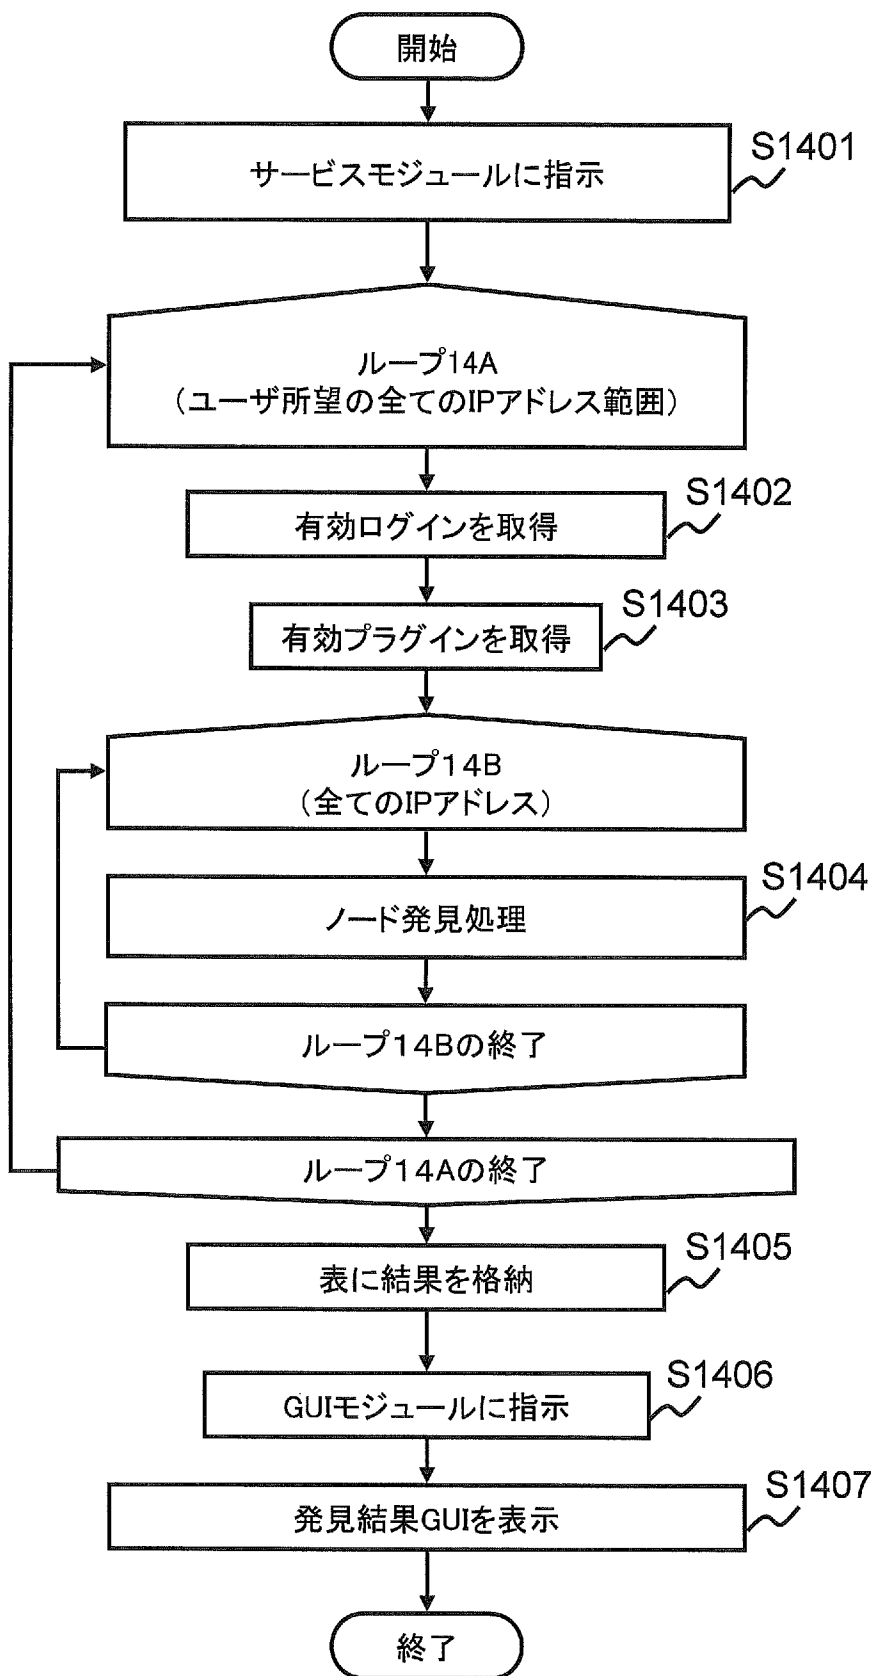 開始
サービスモジュールに指示
S1401
ループ14A
（ユーザ所望の全てのIPアドレス範囲）
有効ログインを取得
S1402
有効プラグインを取得
S1403
ループ14B
（全てのIPアドレス）
ノード発見処理
S1404
ループ14Bの終了
ループ14Aの終了
表に結果を格納
S1405
GUIモジュールに指示
S1406
発見結果GUIを表示
S1407
終了